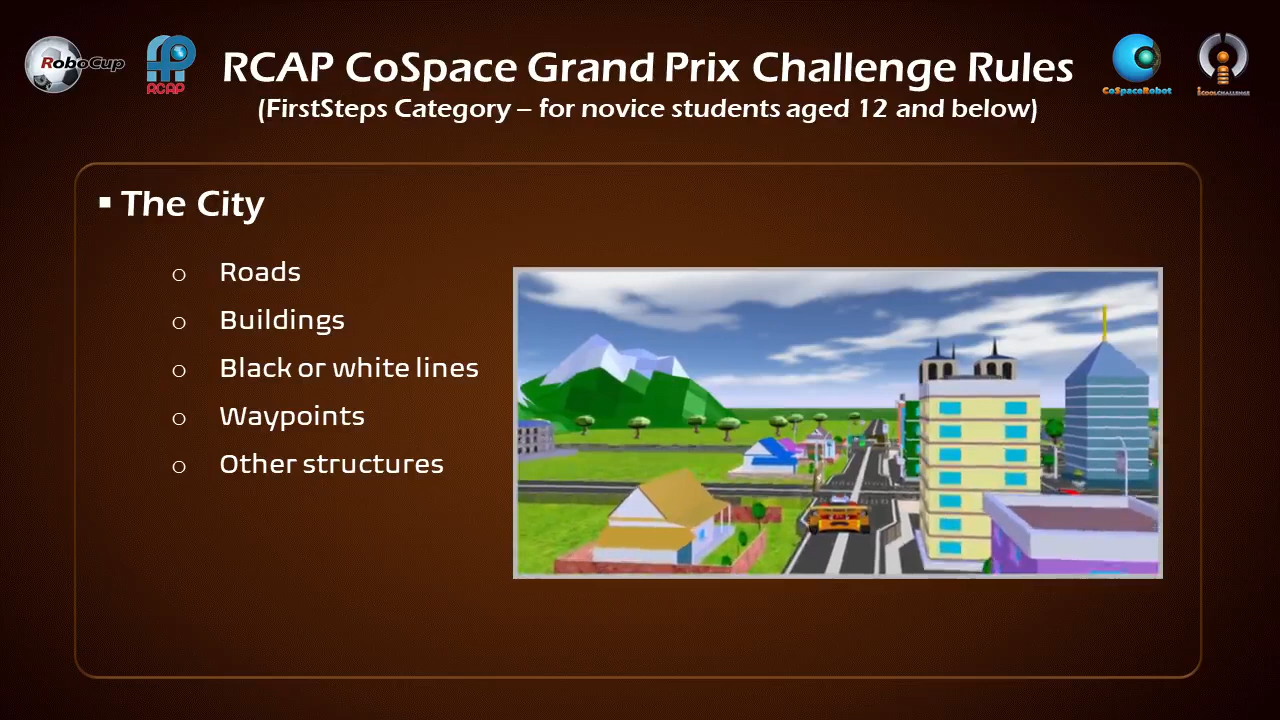 RoboCup
RCAP
RCAP CoSpace Grand Prix Challenge Rules
(FirstSteps Category – for novice students aged 12 and below)
CoSpaceRobot
iCOOLCHALLENGE
▪ The City
o Roads
o Buildings
o Black or white lines
o Waypoints
o Other structures